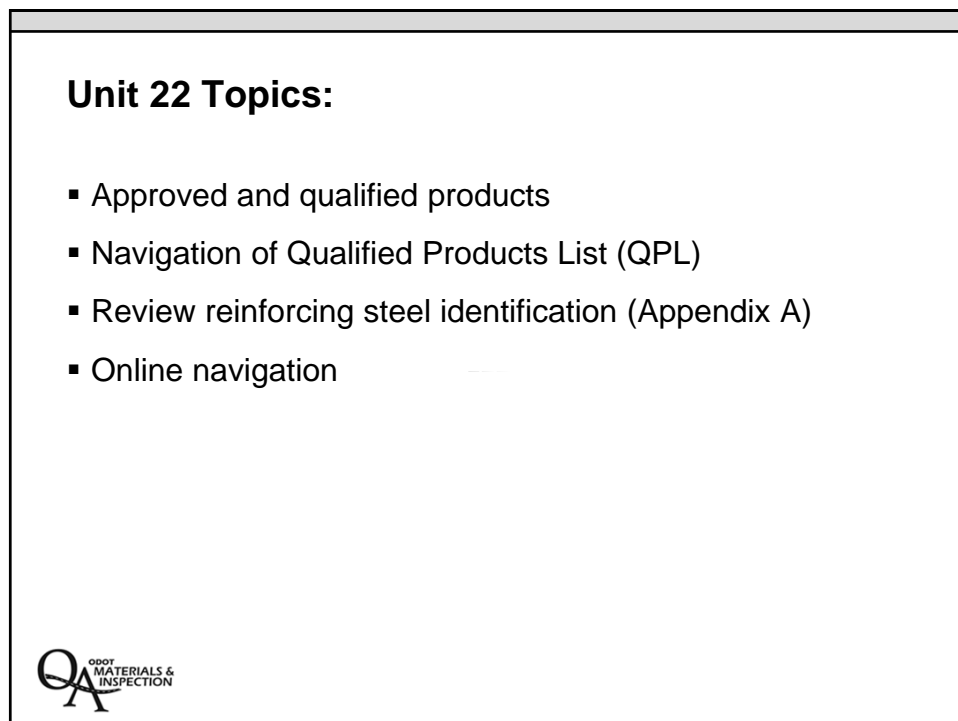 Unit 22 Topics:
▪ Approved and qualified products
▪ Navigation of Qualified Products List (QPL)
▪ Review reinforcing steel identification (Appendix A)
▪ Online navigation
QA
ODOT
MATERIALS &
INSPECTION